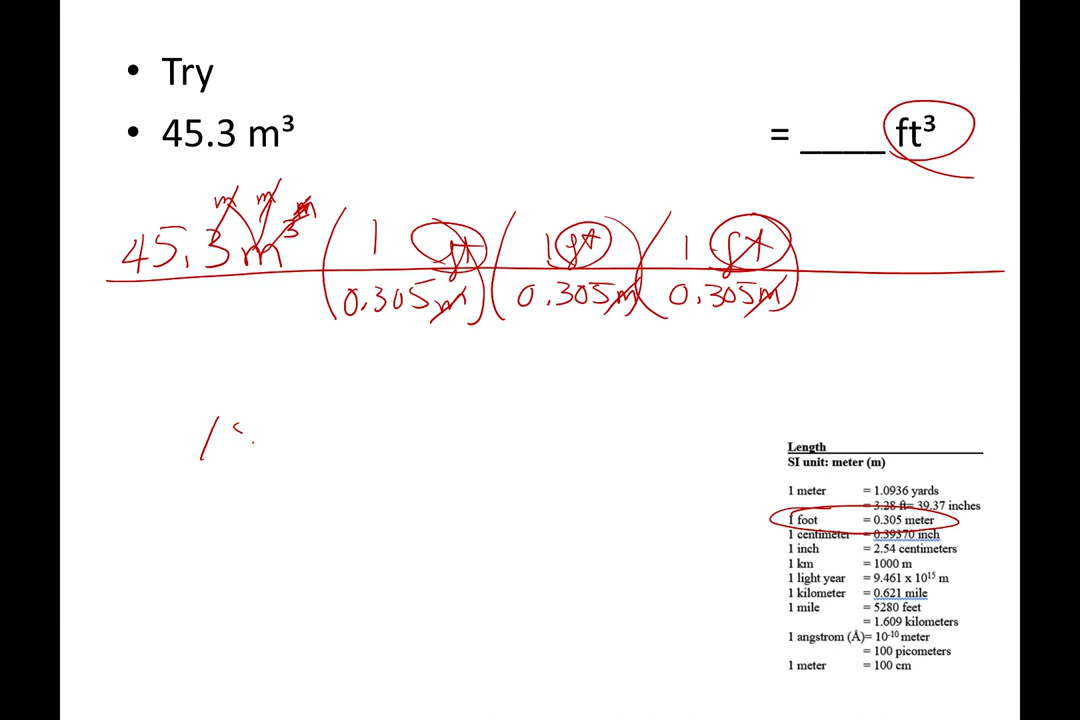 • Try
• 45.3 m³ = ____ ft³
m m m
45.3 m³ (1 ft) (1 ft) (1 ft)
(0.305 m) (0.305 m) (0.305 m)
Length
SI unit: meter (m)
1 meter = 1.0936 yards
= 3.28 ft= 39.37 inches
1 foot = 0.305 meter
1 centimeter = 0.39370 inch
1 inch = 2.54 centimeters
1 km = 1000 m
1 light year = 9.461 x 10¹⁵ m
1 kilometer = 0.621 mile
1 mile = 5280 feet
= 1.609 kilometers
1 angstrom (Å)= 10⁻¹⁰ meter
= 100 picometers
1 meter = 100 cm